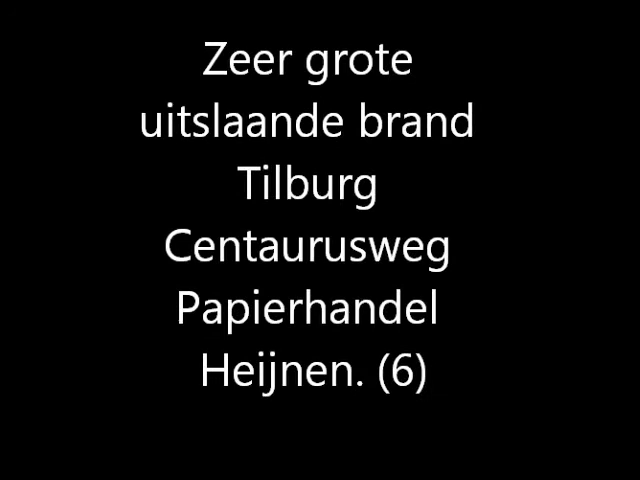 Zeer grote
uitslaande brand
Tilburg
Centaurusweg
Papierhandel
Heijnen. (6)